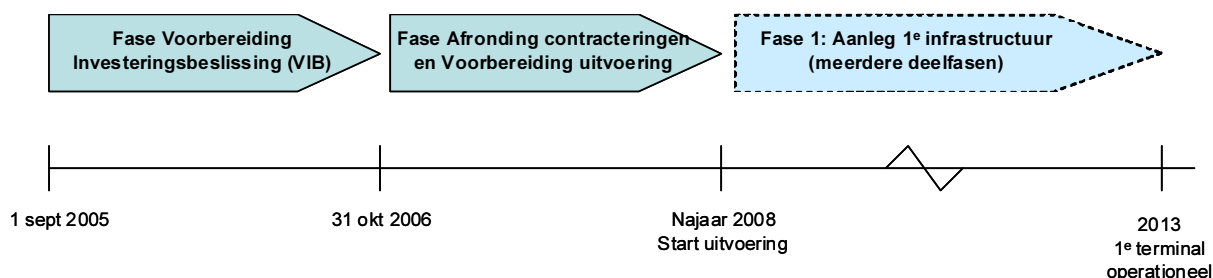 Fase Voorbereiding
Investeringsbeslissing (VIB)
Fase Afronding contracteringen
en Voorbereiding uitvoering
Fase 1: Aanleg 1e infrastructuur
(meerdere deelfasen)
1 sept 2005
31 okt 2006
Najaar 2008
Start uitvoering
2013
1e terminal
operationeel